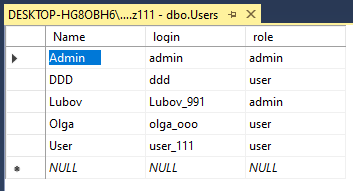 DESKTOP-HG8OBH6\....z111 - dbo.Users
Name login role
Admin admin admin
DDD ddd user
Lubov Lubov_991 admin
Olga olga_ooo user
User user_111 user
NULL NULL NULL